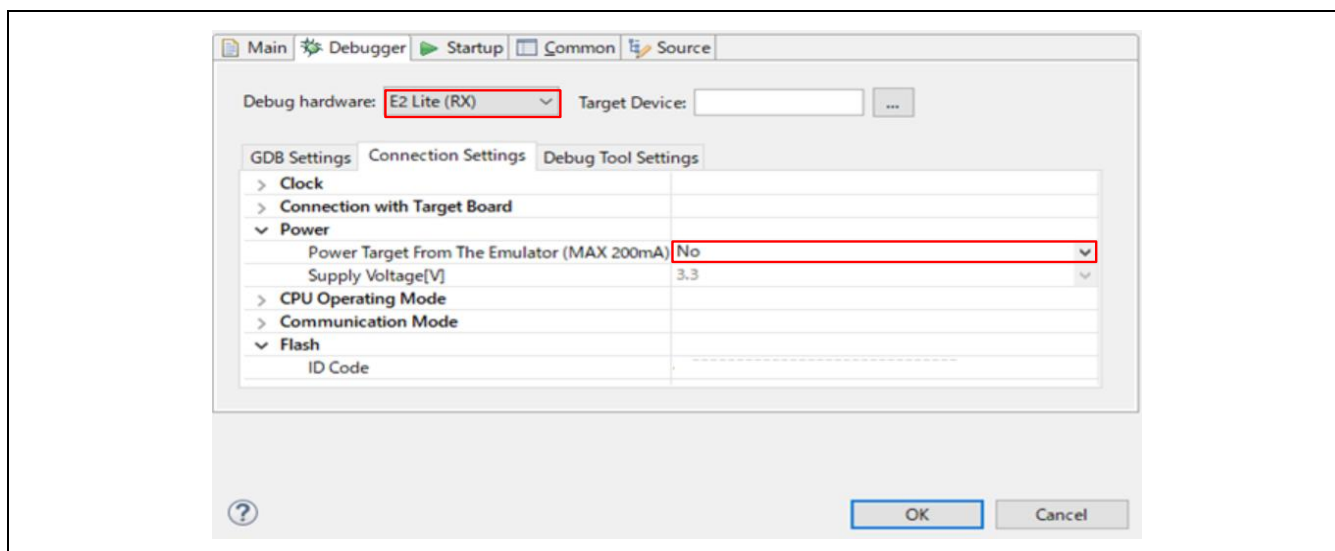 Main Debugger Startup Common Source
Debug hardware: E2 Lite (RX) Target Device: ...
GDB Settings Connection Settings Debug Tool Settings
> Clock
> Connection with Target Board
Power
Power Target From The Emulator (MAX 200mA) No
Supply Voltage[V] 3.3
> CPU Operating Mode
> Communication Mode
Flash
ID Code
? OK Cancel